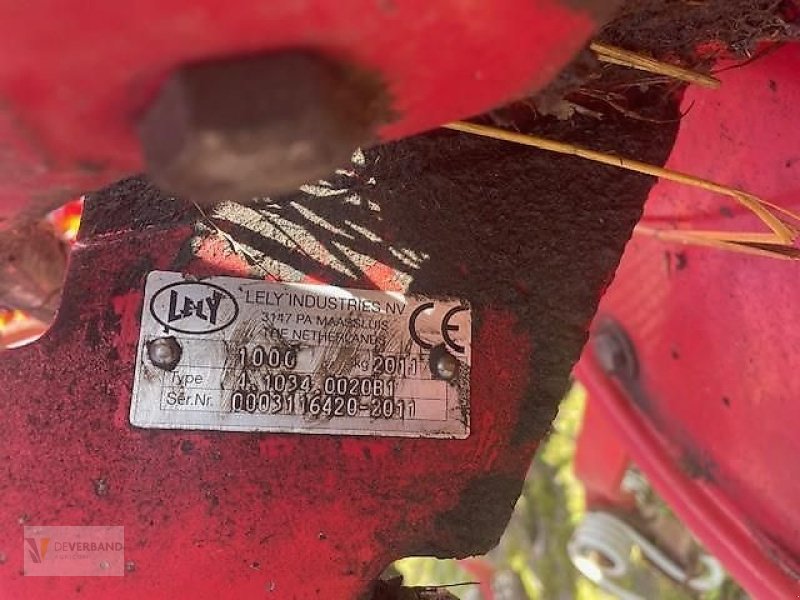 LELY
LELY INDUSTRIES NV
3147 PA MAASSLUIS
THE NETHERLANDS
CE
1000 kg 2011
Type 4.1034.0020B1
Ser.Nr. 0003116420-2011
DEVERBAND